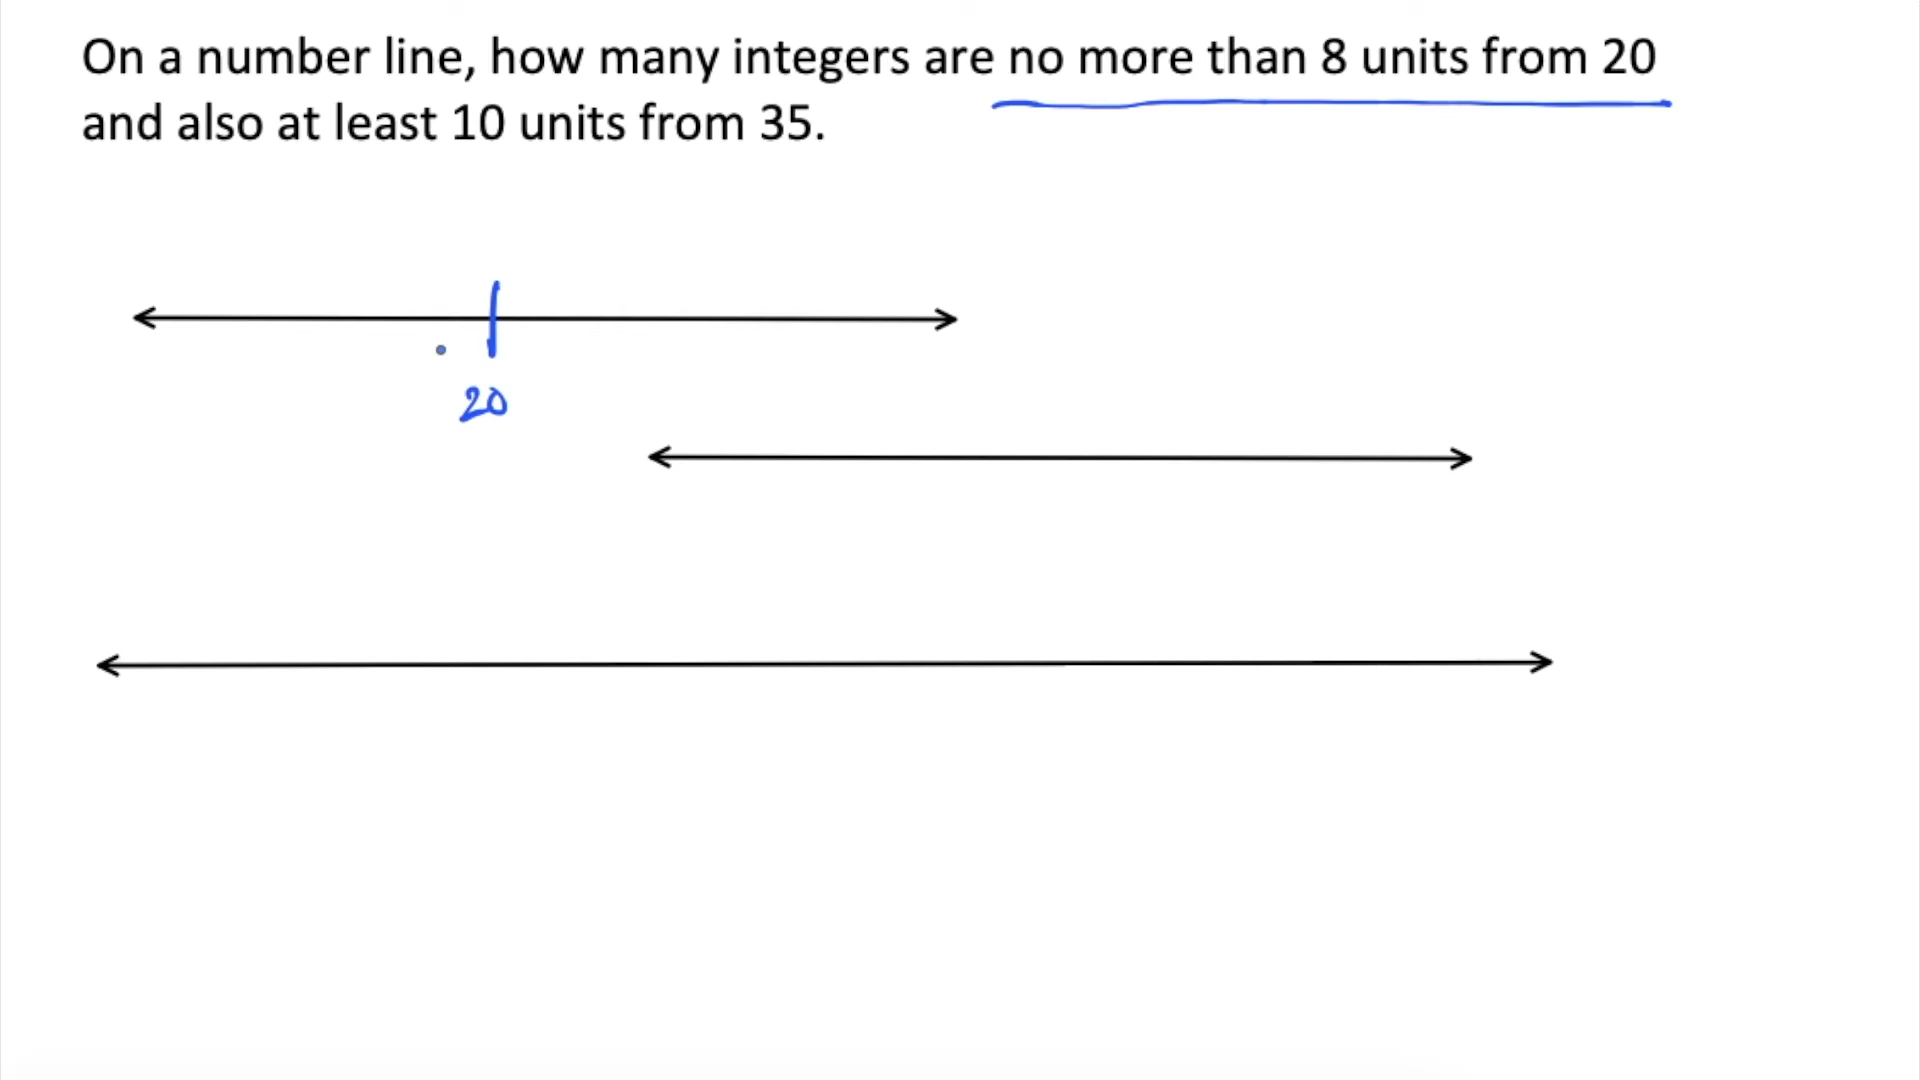 On a number line, how many integers are no more than 8 units from 20
and also at least 10 units from 35.
20